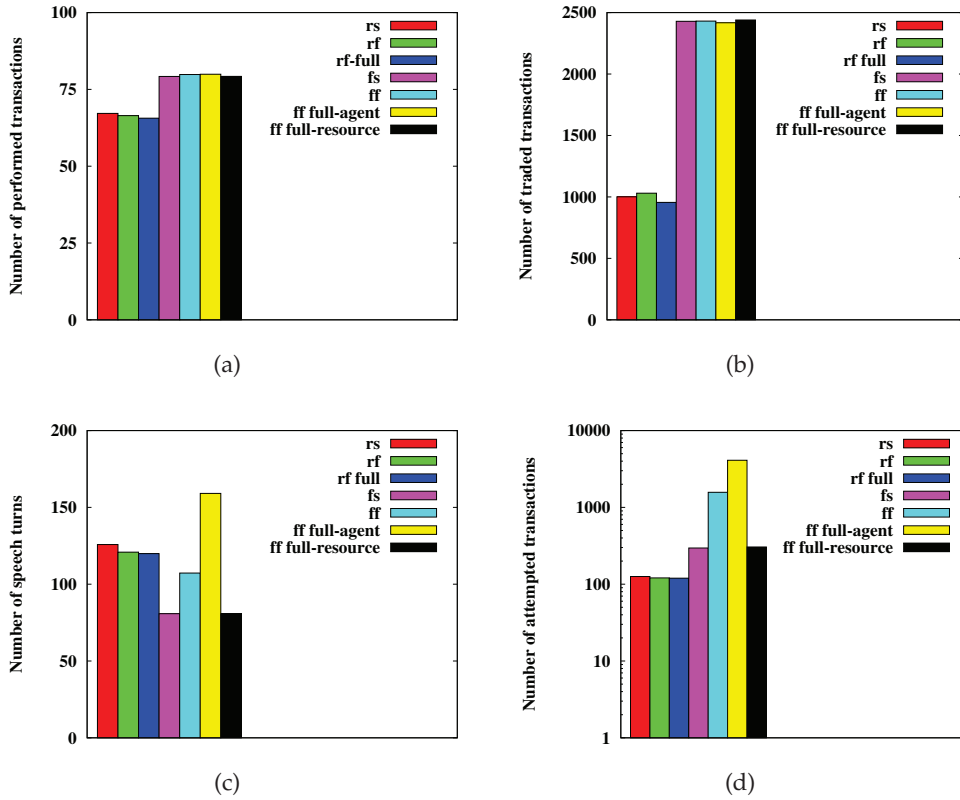 Number of performed transactions
100
75
50
25
0
rs
rf
rf-full
fs
ff
ff full-agent
ff full-resource
(a)
Number of traded transactions
2500
2000
1500
1000
500
0
rs
rf
rf full
fs
ff
ff full-agent
ff full-resource
(b)
Number of speech turns
200
150
100
50
0
rs
rf
rf full
fs
ff
ff full-agent
ff full-resource
(c)
Number of attempted transactions
10000
1000
100
10
1
rs
rf
rf full
fs
ff
ff full-agent
ff full-resource
(d)